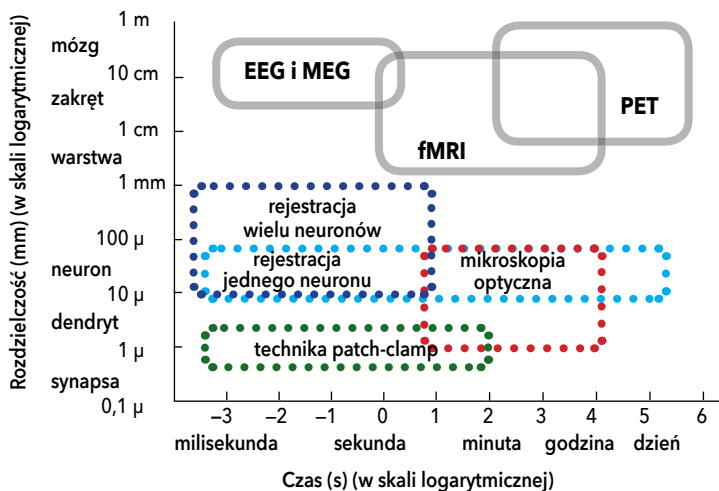 Rozdzielczość (mm) (w skali logarytmicznej)
1 m
mózg
10 cm
zakręt
1 cm
warstwa
1 mm
100 µ
neuron
10 µ
dendryt
1 µ
synapsa
0,1 µ
EEG i MEG
PET
fMRI
rejestracja
wielu neuronów
rejestracja
jednego neuronu
mikroskopia
optyczna
technika patch-clamp
–3 –2 –1 0 1 2 3 4 5 6
milisekunda sekunda minuta godzina dzień
Czas (s) (w skali logarytmicznej)